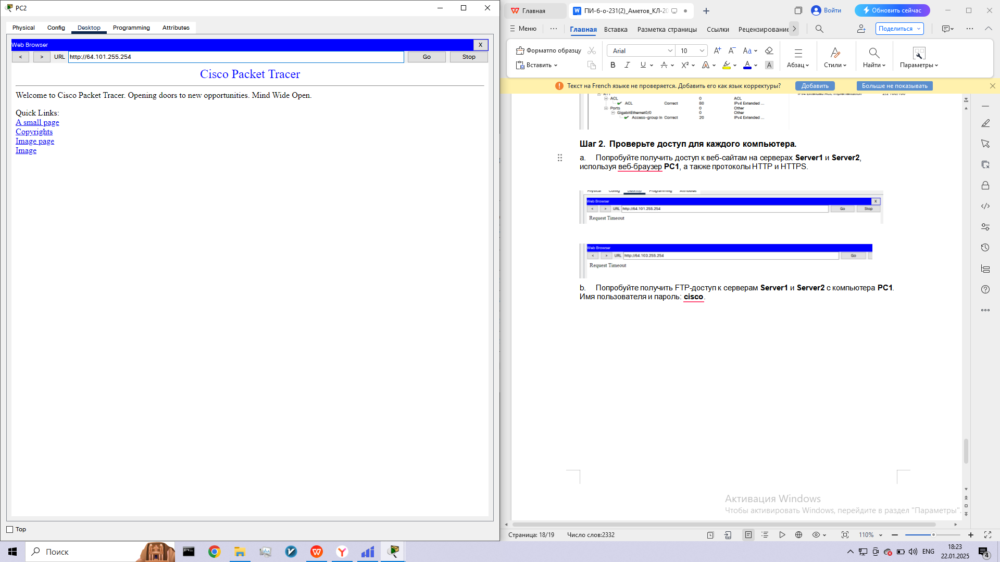 PC2
Physical Config Desktop Programming Attributes
Web Browser X
< > URL http://64.101.255.254 Go Stop
Cisco Packet Tracer
Welcome to Cisco Packet Tracer. Opening doors to new opportunities. Mind Wide Open.
Quick Links:
A small page
Copyrights
Image page
Image
Top
Главная ПИ-б-о-231(2)_Аметов_КЛ-20 Войти Обновить сейчас
Меню Главная Вставка Разметка страницы Ссылки Рецензирование Поделиться
Формат по образцу Arial 10
Вставить Абзац Стили Найти Параметры
Текст на French языке не проверяется. Добавить его как язык корректуры? Добавить Больше не показывать
ACL 0 ACL
ACL Correct 80 IPv4 Extended ...
Ports 0 Other
GigabitEthernet0/0 0 Other
Access-group In Correct 20 IPv4 Extended ...
Шаг 2. Проверьте доступ для каждого компьютера.
a. Попробуйте получить доступ к веб-сайтам на серверах Server1 и Server2,
используя веб-браузер PC1, а также протоколы HTTP и HTTPS.
Physical Config Desktop Programming Attributes
Web Browser X
< > URL http://64.101.255.254 Go Stop
Request Timeout
Web Browser
< > URL http://64.103.255.254 Go
Request Timeout
b. Попробуйте получить FTP-доступ к серверам Server1 и Server2 с компьютера PC1.
Имя пользователя и пароль: cisco.
Активация Windows
Чтобы активировать Windows, перейдите в раздел "Параметры".
Страница: 18/19 Число слов:2332 110%
Поиск ENG 18:23
22.01.2025 4